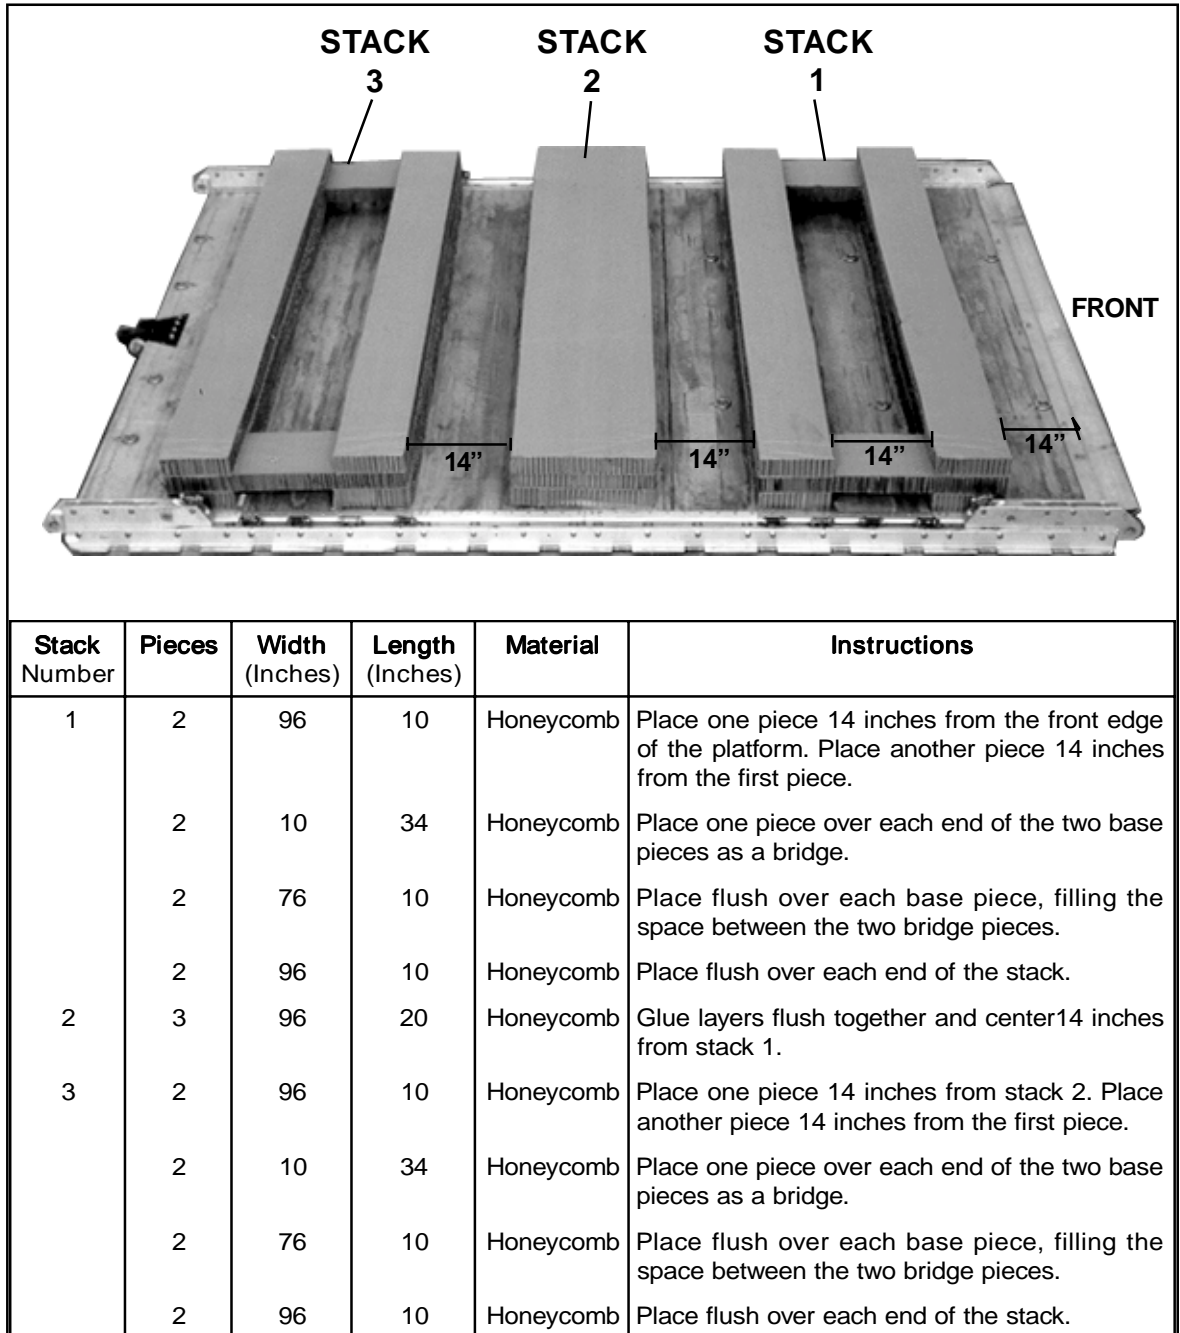 STACK 3
STACK 2
STACK 1
FRONT
14”
14”
14”
14”
Stack Number | Pieces | Width (Inches) | Length (Inches) | Material | Instructions
1 | 2 | 96 | 10 | Honeycomb | Place one piece 14 inches from the front edge
of the platform. Place another piece 14 inches
from the first piece.
2 | 10 | 34 | Honeycomb | Place one piece over each end of the two base
pieces as a bridge.
2 | 76 | 10 | Honeycomb | Place flush over each base piece, filling the
space between the two bridge pieces.
2 | 96 | 10 | Honeycomb | Place flush over each end of the stack.
2 | 3 | 96 | 20 | Honeycomb | Glue layers flush together and center14 inches
from stack 1.
3 | 2 | 96 | 10 | Honeycomb | Place one piece 14 inches from stack 2. Place
another piece 14 inches from the first piece.
2 | 10 | 34 | Honeycomb | Place one piece over each end of the two base
pieces as a bridge.
2 | 76 | 10 | Honeycomb | Place flush over each base piece, filling the
space between the two bridge pieces.
2 | 96 | 10 | Honeycomb | Place flush over each end of the stack.